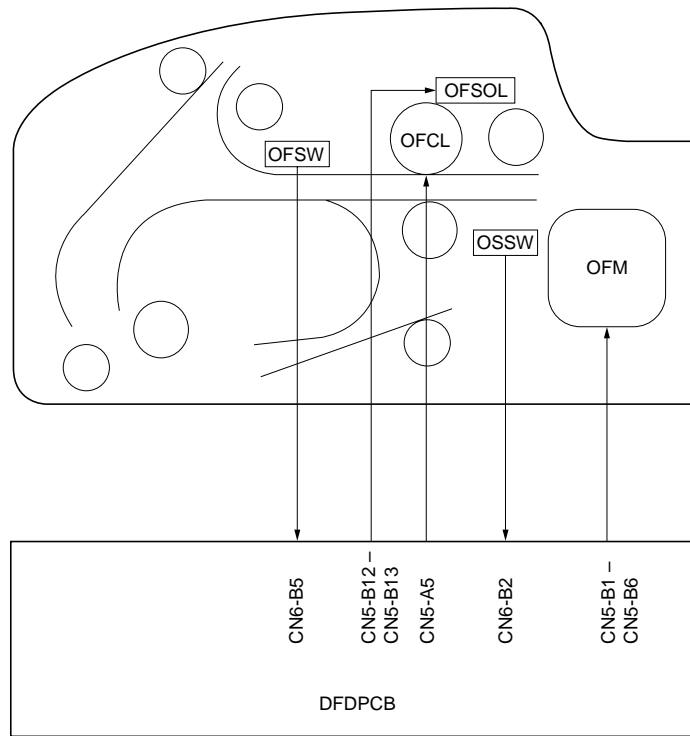 OFSOL
OFCL
OFSW
OSSW
OFM
CN6-B5
CN5-B12 –
CN5-B13
CN5-A5
CN6-B2
CN5-B1 –
CN5-B6
DFDPCB